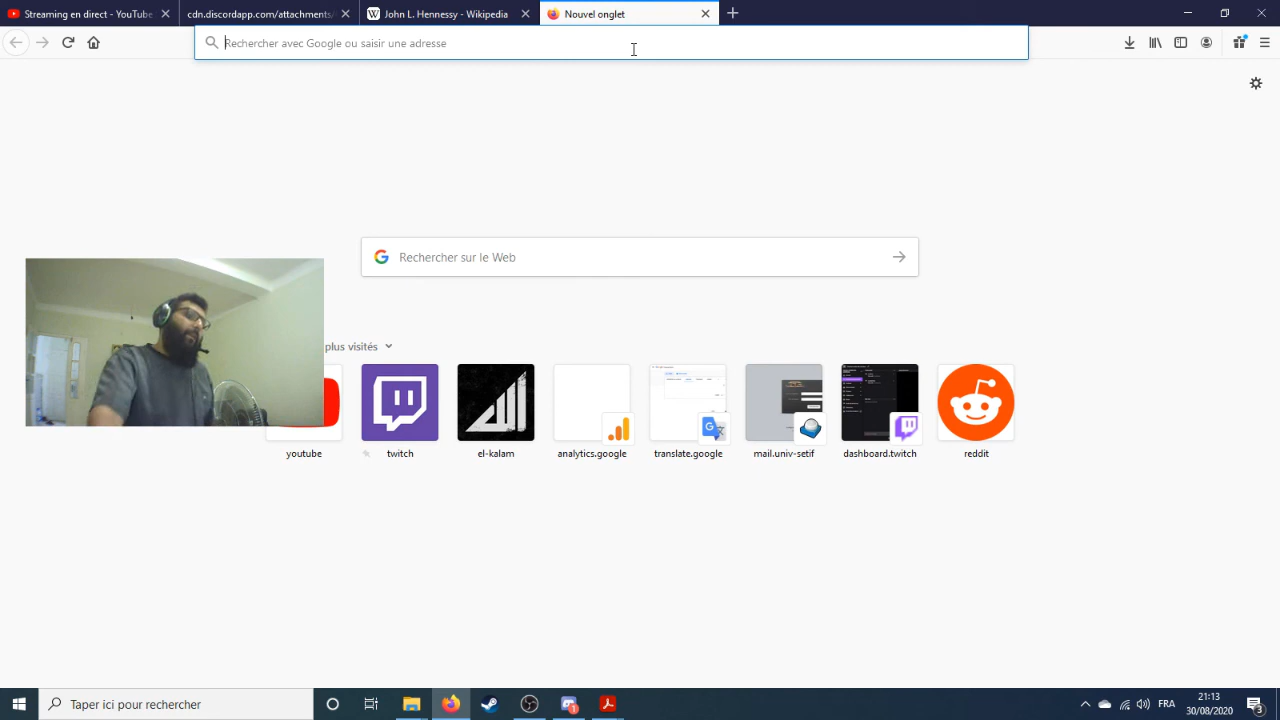 Streaming en direct - YouTube
cdn.discordapp.com/attachments/
John L. Hennessy - Wikipedia
Nouvel onglet
Rechercher avec Google ou saisir une adresse
Rechercher sur le Web
plus visités
youtube
twitch
el-kalam
analytics.google
translate.google
mail.univ-setif
dashboard.twitch
reddit
Taper ici pour rechercher
FRA
21:13
30/08/2020
3